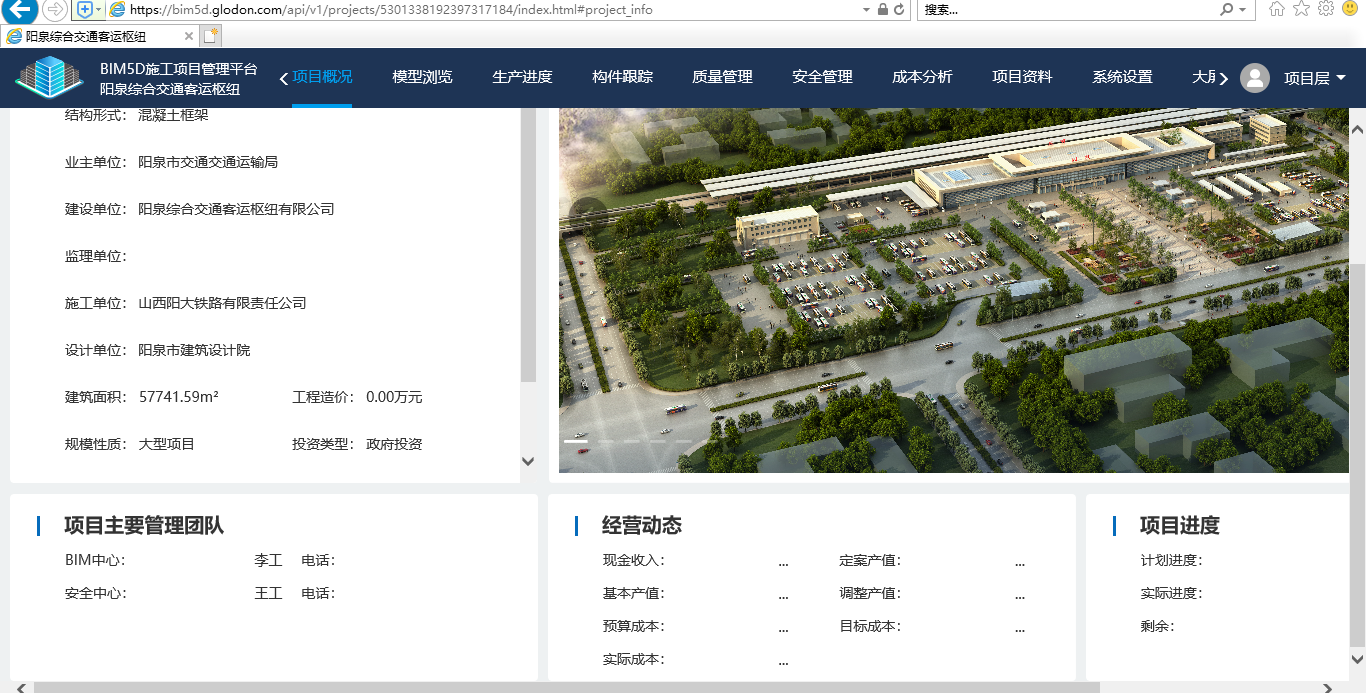 https://bim5d.glodon.com/api/v1/projects/5301338192397317184/index.html#project_info
搜索...
阳泉综合交通客运枢纽
BIM5D施工项目管理平台
阳泉综合交通客运枢纽
项目概况 模型浏览 生产进度 构件跟踪 质量管理 安全管理 成本分析 项目资料 系统设置 项目层
结构形式： 混凝土框架
业主单位： 阳泉市交通交通运输局
建设单位： 阳泉综合交通客运枢纽有限公司
监理单位：
施工单位： 山西阳大铁路有限责任公司
设计单位： 阳泉市建筑设计院
建筑面积： 57741.59m² 工程造价： 0.00万元
规模性质： 大型项目 投资类型： 政府投资
项目主要管理团队
BIM中心： 李工 电话：
安全中心： 王工 电话：
经营动态
现金收入： ... 定案产值： ...
基本产值： ... 调整产值： ...
预算成本： ... 目标成本： ...
实际成本： ...
项目进度
计划进度：
实际进度：
剩余：